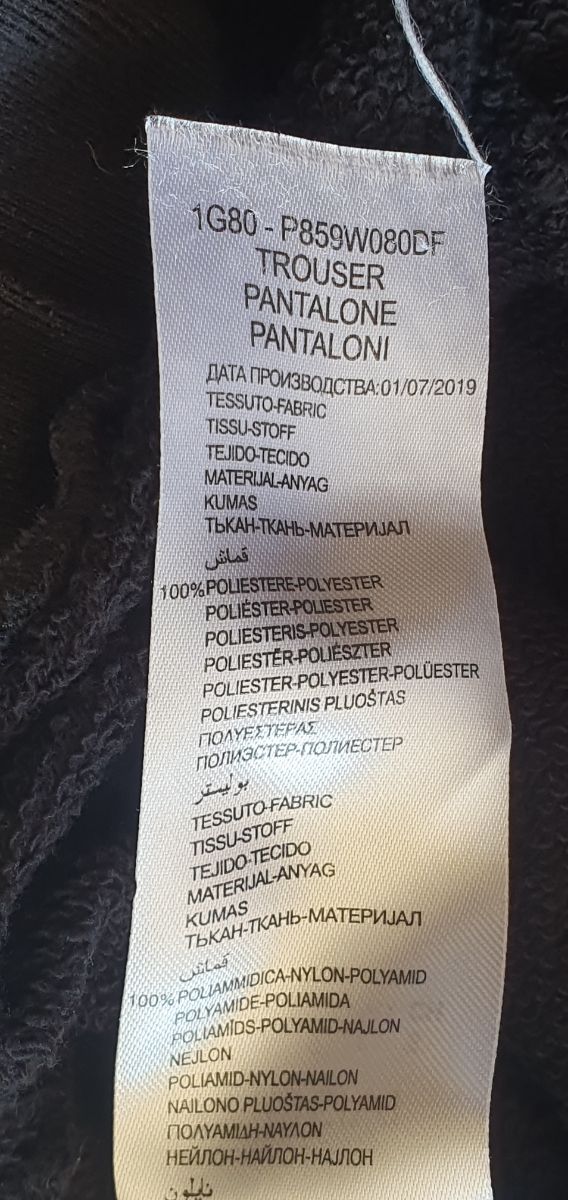 1G80 - P859W080DF
TROUSER
PANTALONE
PANTALONI
ДАТА ПРОИЗВОДСТВА:01/07/2019
TESSUTO-FABRIC
TISSU-STOFF
TEJIDO-TECIDO
MATERIJAL-ANYAG
KUMAS
ТЬКАН-ТКАНЬ-МАТЕРИЈАЛ
قماش
100%POLIESTERE-POLYESTER
POLIÉSTER-POLIESTER
POLIESTERIS-POLYESTER
POLIESTĒR-POLIÉSZTER
POLIESTER-POLYESTER-POLÜESTER
POLIESTERINIS PLUOŠTAS
ΠΟΛΥΕΣΤΕΡΑΣ
ПОЛИЭСТЕР-ПОЛИЕСТЕР
بوليستر
TESSUTO-FABRIC
TISSU-STOFF
TEJIDO-TECIDO
MATERIJAL-ANYAG
KUMAS
ТЬКАН-ТКАНЬ-МАТЕРИЈАЛ
قماش
100%POLIAMMIDICA-NYLON-POLYAMID
POLYAMIDE-POLIAMIDA
POLIAMĪDS-POLYAMID-NAJLON
NEJLON
POLIAMID-NYLON-NAILON
NAILONO PLUOŠTAS-POLYAMID
ΠΟΛΥΑΜΙΔΗ-ΝΑΥΛΟΝ
НЕЙЛОН-НАЙЛОН-НАЈЛОН
نايلون